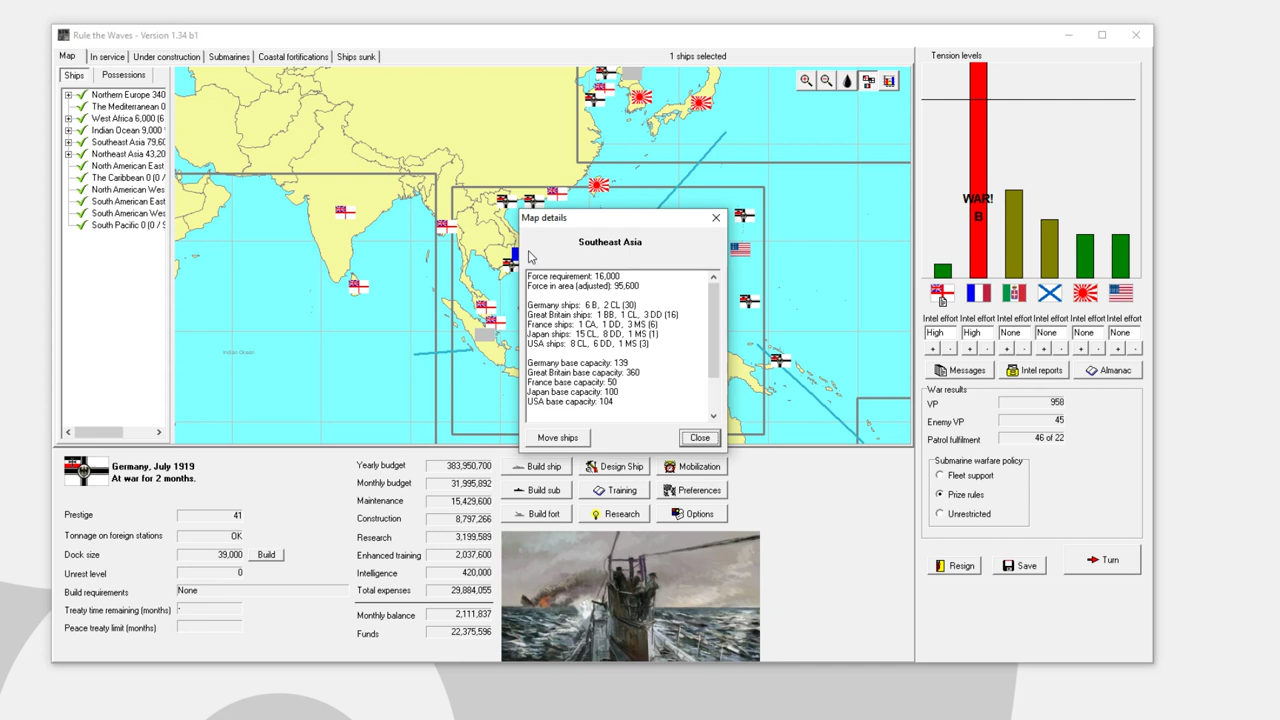 Rule the Waves - Version 1.34 b1
Map
In service
Under construction
Submarines
Coastal fortifications
Ships sunk
1 ships selected
Ships
Possessions
Northern Europe 340
The Mediterranean 0
West Africa 6,000 (6
Indian Ocean 9,000
Southeast Asia 79,60
Northeast Asia 43,20
North American East
The Caribbean 0 (0 /
North American Wes
South American East
South American Wes
South Pacific 0 (0 / 9
Indian Ocean
Map details
Southeast Asia
Force requirement: 16,000
Force in area (adjusted): 95,600
Germany ships: 6 B, 2 CL (30)
Great Britain ships: 1 BB, 1 CL, 3 DD (16)
France ships: 1 CA, 1 DD, 3 MS (6)
Japan ships: 15 CL, 8 DD, 1 MS (1)
USA ships: 8 CL, 6 DD, 1 MS (3)
Germany base capacity: 139
Great Britain base capacity: 360
France base capacity: 50
Japan base capacity: 100
USA base capacity: 104
Move ships
Close
Tension levels
WAR!
B
Intel effort Intel effort Intel effort Intel effort Intel effort Intel effort
High High None None None None
+ - + - + - + - + - + -
Messages
Intel reports
Almanac
War results
VP 958
Enemy VP 45
Patrol fulfilment 46 of 22
Submarine warfare policy
Fleet support
Prize rules
Unrestricted
Resign
Save
Turn
Germany, July 1919
At war for 2 months.
Prestige 41
Tonnage on foreign stations OK
Dock size 39,000 Build
Unrest level 0
Build requirements None
Treaty time remaining (months) -
Peace treaty limit (months)
Yearly budget 383,950,700
Monthly budget 31,995,892
Maintenance 15,429,600
Construction 8,797,266
Research 3,199,589
Enhanced training 2,037,600
Intelligence 420,000
Total expenses 29,884,055
Monthly balance 2,111,837
Funds 22,375,596
Build ship
Design Ship
Mobilization
Build sub
Training
Preferences
Build fort
Research
Options